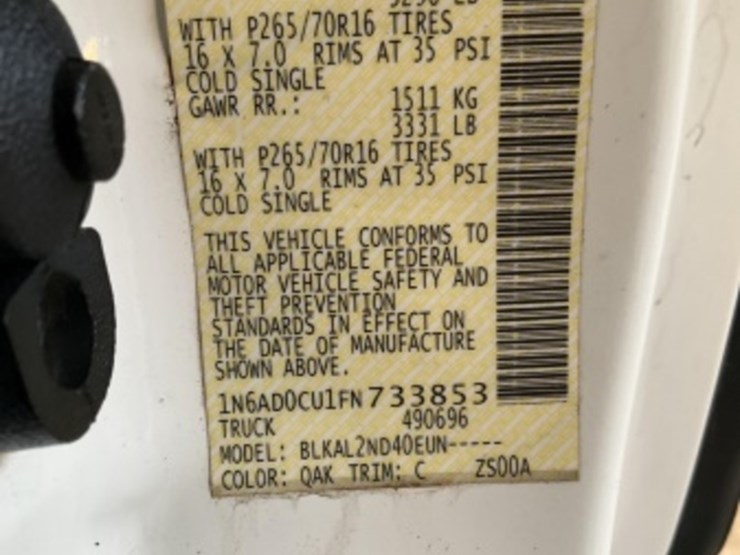 WITH P265/70R16 TIRES
16 X 7.0 RIMS AT 35 PSI
COLD SINGLE
GAWR RR.: 1511 KG
3331 LB
WITH P265/70R16 TIRES
16 X 7.0 RIMS AT 35 PSI
COLD SINGLE
THIS VEHICLE CONFORMS TO
ALL APPLICABLE FEDERAL
MOTOR VEHICLE SAFETY AND
THEFT PREVENTION
STANDARDS IN EFFECT ON
THE DATE OF MANUFACTURE
SHOWN ABOVE.
1N6AD0CU1FN733853
TRUCK 490696
MODEL: BLKAL2ND40EUN-----
COLOR: QAK TRIM: C ZS00A